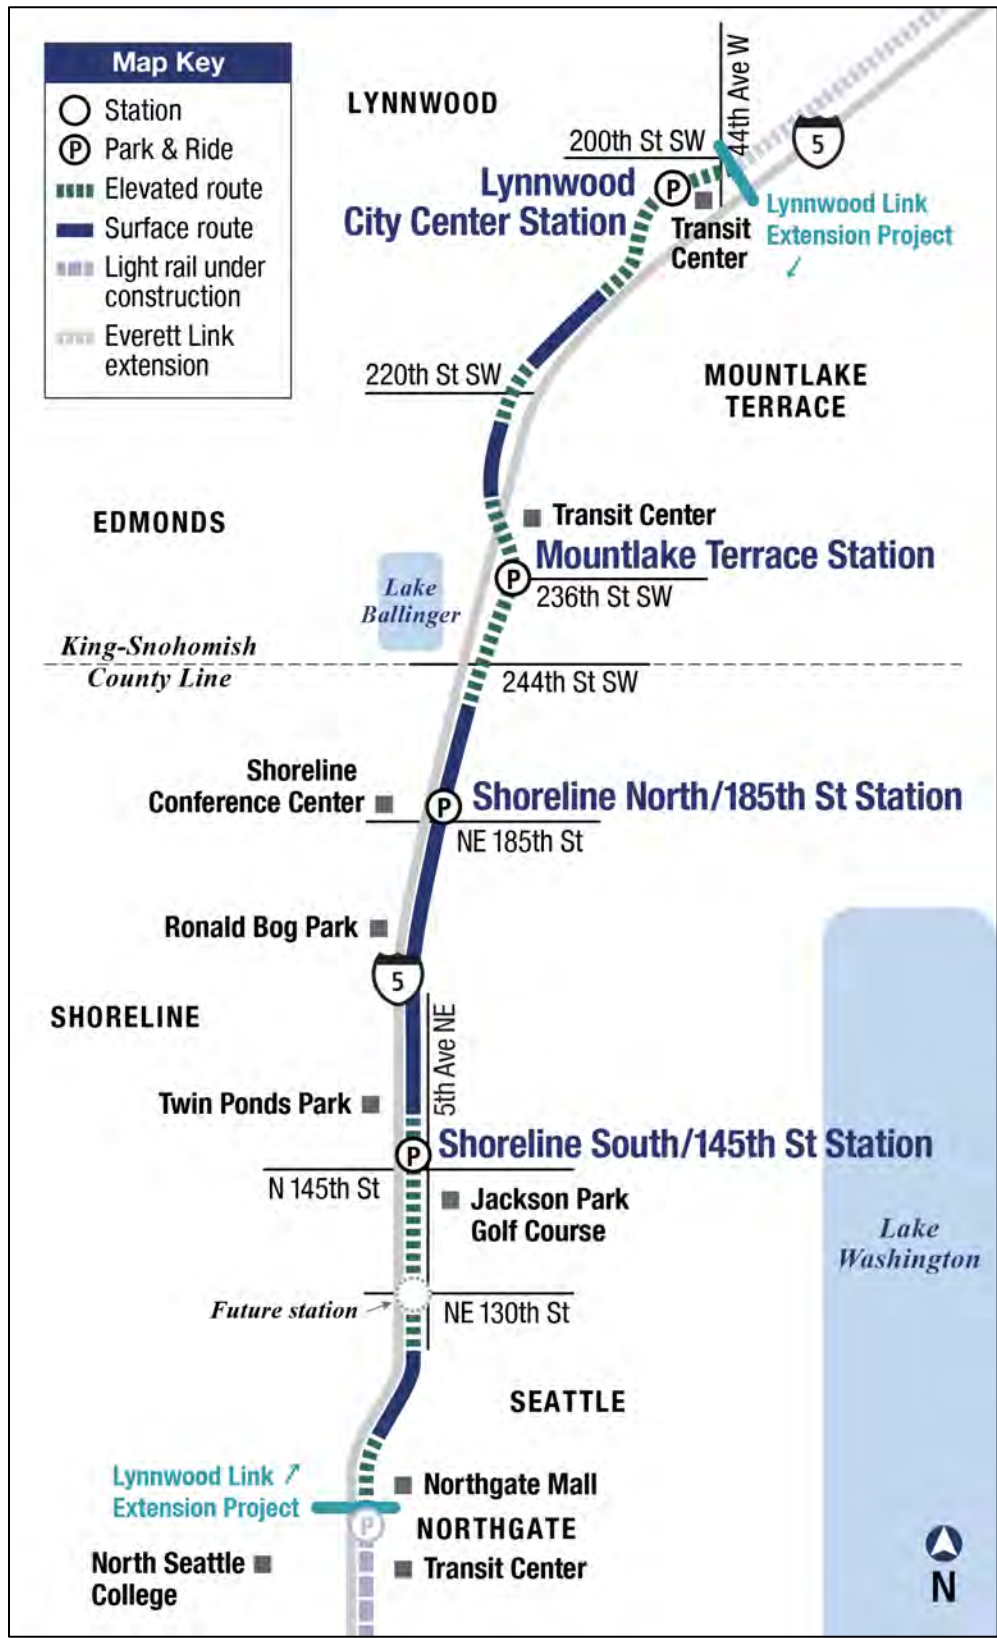 Map Key
Station
P Park & Ride
Elevated route
Surface route
Light rail under
construction
Everett Link
extension
LYNNWOOD
44th Ave W
5
200th St SW
Lynnwood
City Center Station
P
Transit
Center
Lynnwood Link
Extension Project
220th St SW
MOUNTLAKE
TERRACE
EDMONDS
Transit Center
Mountlake Terrace Station
P
236th St SW
Lake
Ballinger
King-Snohomish
County Line
244th St SW
Shoreline
Conference Center
P
Shoreline North/185th St Station
NE 185th St
Ronald Bog Park
5
SHORELINE
5th Ave NE
Twin Ponds Park
P
Shoreline South/145th St Station
N 145th St
Jackson Park
Golf Course
Lake
Washington
Future station
NE 130th St
SEATTLE
Lynnwood Link
Extension Project
Northgate Mall
P
NORTHGATE
North Seattle
College
Transit Center
N